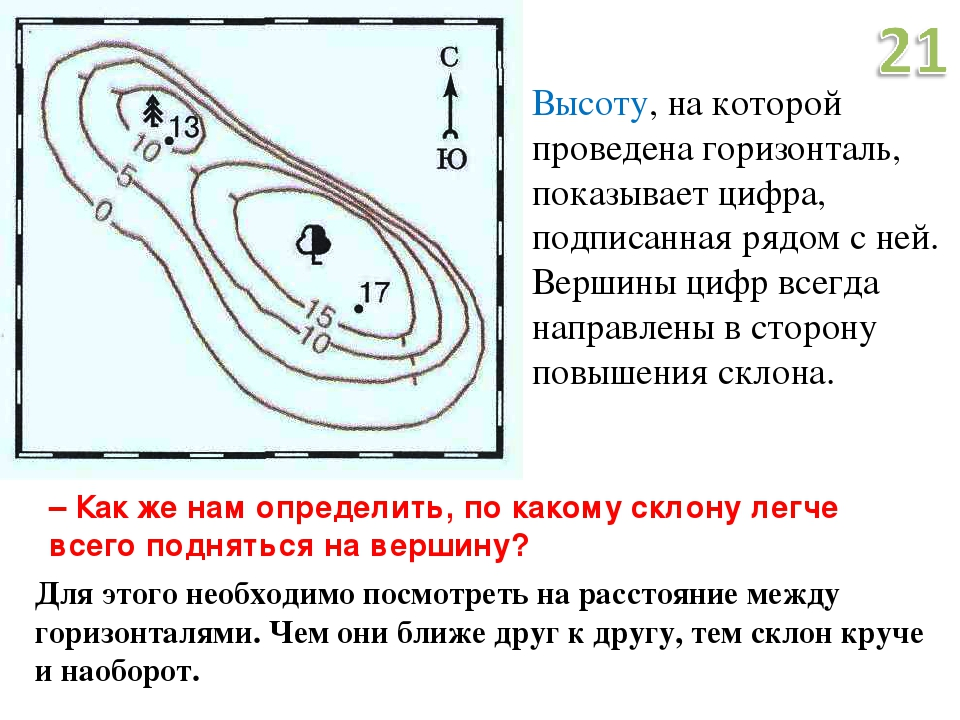 21
С
Ю
13
10
5
0
17
15
10
Высоту, на которой
проведена горизонталь,
показывает цифра,
подписанная рядом с ней.
Вершины цифр всегда
направлены в сторону
повышения склона.
– Как же нам определить, по какому склону легче
всего подняться на вершину?
Для этого необходимо посмотреть на расстояние между
горизонталями. Чем они ближе друг к другу, тем склон круче
и наоборот.